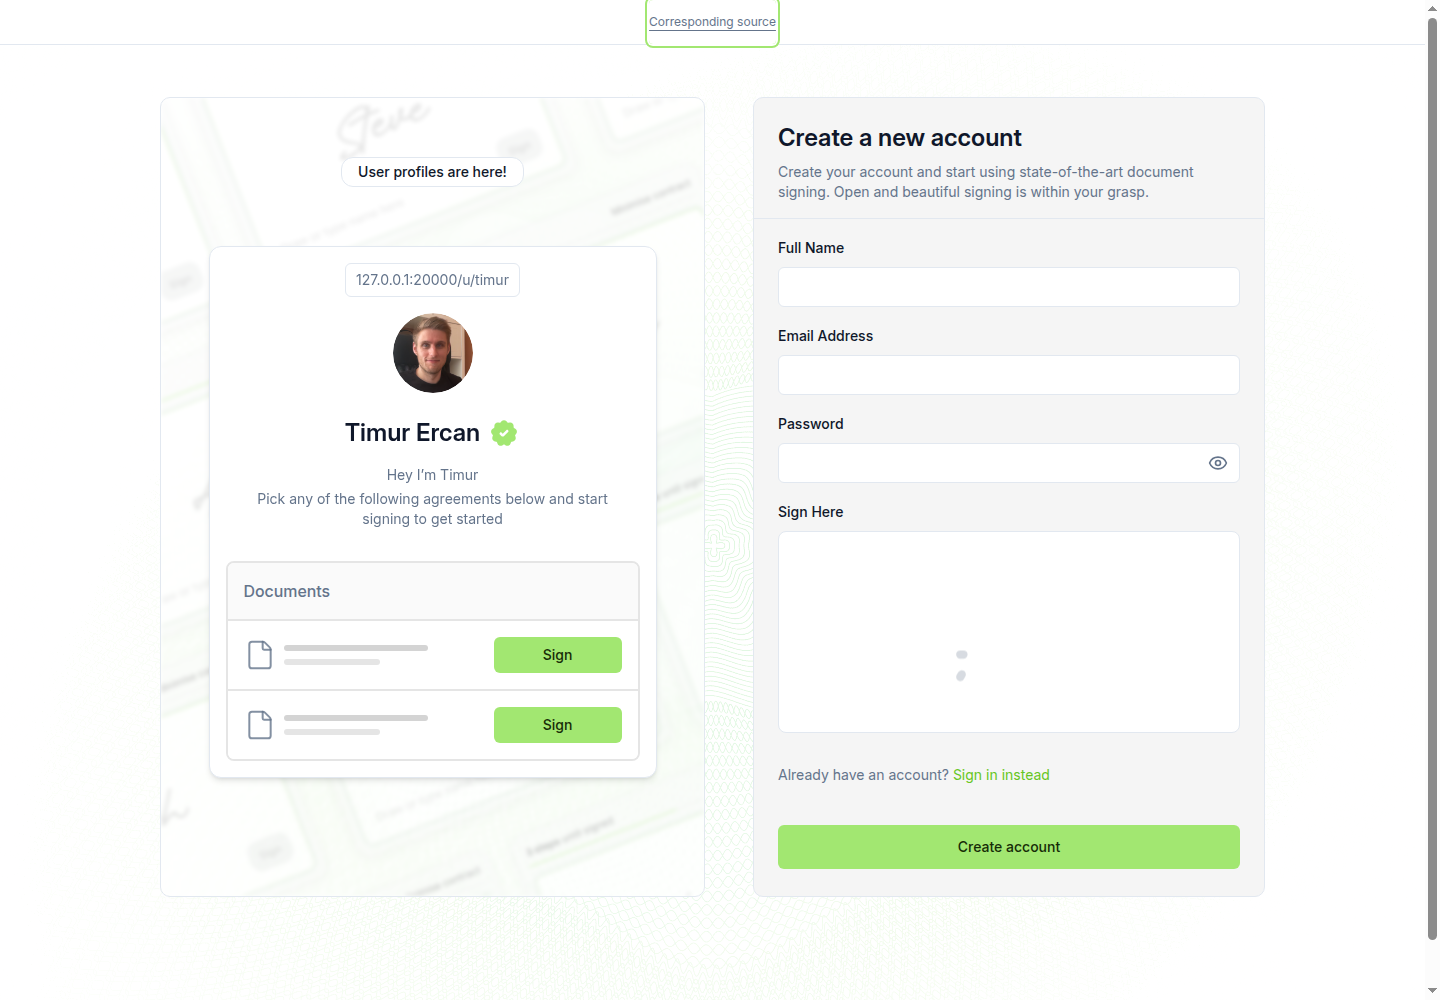 Corresponding source
Steve
User profiles are here!
127.0.0.1:20000/u/timur
Timur Ercan
Hey I'm Timur
Pick any of the following agreements below and start
signing to get started
Documents
Sign
Sign
Create a new account
Create your account and start using state-of-the-art document
signing. Open and beautiful signing is within your grasp.
Full Name
Email Address
Password
Sign Here
Already have an account? Sign in instead
Create account